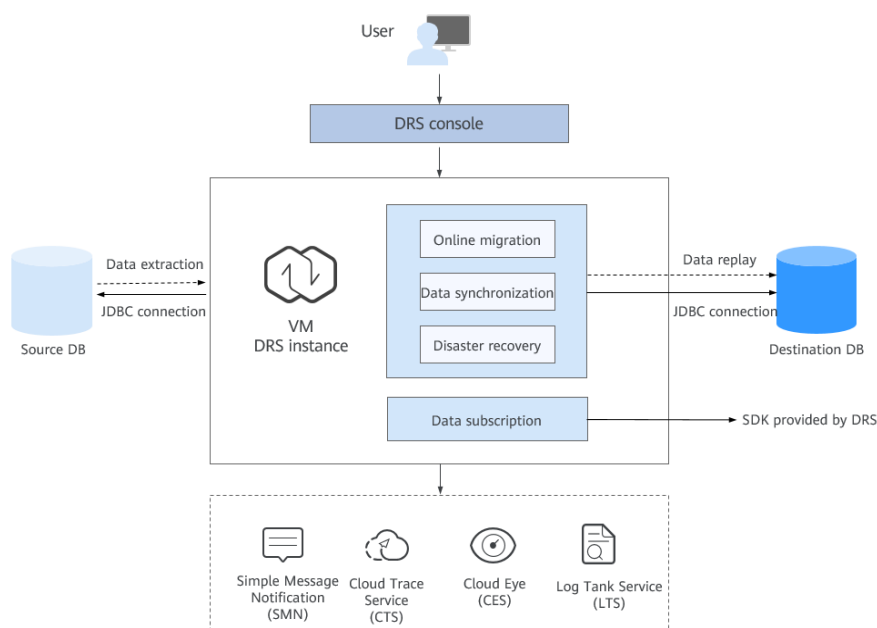 User
DRS console
Online migration
Data extraction
Data replay
Data synchronization
JDBC connection
JDBC connection
VM
DRS instance
Disaster recovery
Source DB
Destination DB
Data subscription
SDK provided by DRS
Simple Message
Notification
(SMN)
Cloud Trace
Service
(CTS)
Cloud Eye
(CES)
Log Tank Service
(LTS)